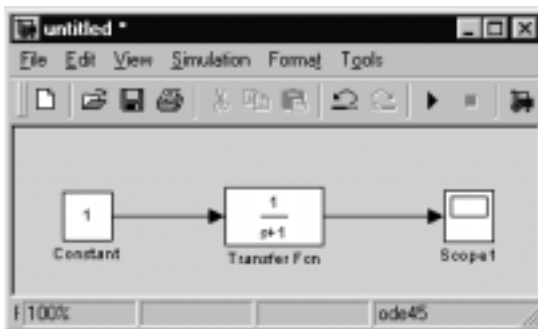 untitled *
File Edit View Simulation Format Tools
1
1
s+1
Constant
Transfer Fcn
Scope1
F 100% ode45